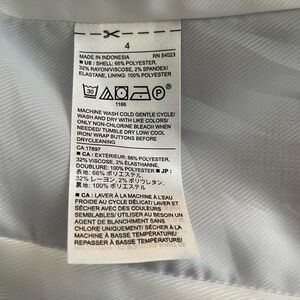 4
MADE IN INDONESIA RN 54023
■ US : SHELL: 66% POLYESTER,
32% RAYON/VISCOSE, 2% SPANDEX/
ELASTANE, LINING: 100% POLYESTER
30 P
1166
MACHINE WASH COLD GENTLE CYCLE/
WASH AND DRY WITH LIKE COLORS/
ONLY NON-CHLORINE BLEACH WHEN
NEEDED/ TUMBLE DRY LOW/ COOL
IRON/ WRAP BUTTONS BEFORE
DRYCLEANING
CA 17897
■ CA : EXTÉRIEUR: 66% POLYESTER,
32% VISCOSE, 2% ÉLASTHANNE,
DOUBLURE: 100% POLYESTER ■ JP :
表地: 66% ポリエステル,
32% レーヨン, 2% ポリウレタン,
裏地: 100% ポリエステル
■ CA : LAVER À LA MACHINE À L'EAU
FROIDE AU CYCLE DÉLICAT/ LAVER ET
SÉCHER AVEC DES COULEURS
SEMBLABLES/ UTILISER AU BESOIN UN
AGENT DE BLANCHIMENT SANS
CHLORE UNIQUEMENT/ SÉCHER À LA
MACHINE À BASSE TEMPÉRATURE/
REPASSER À BASSE TEMPÉRATURE/